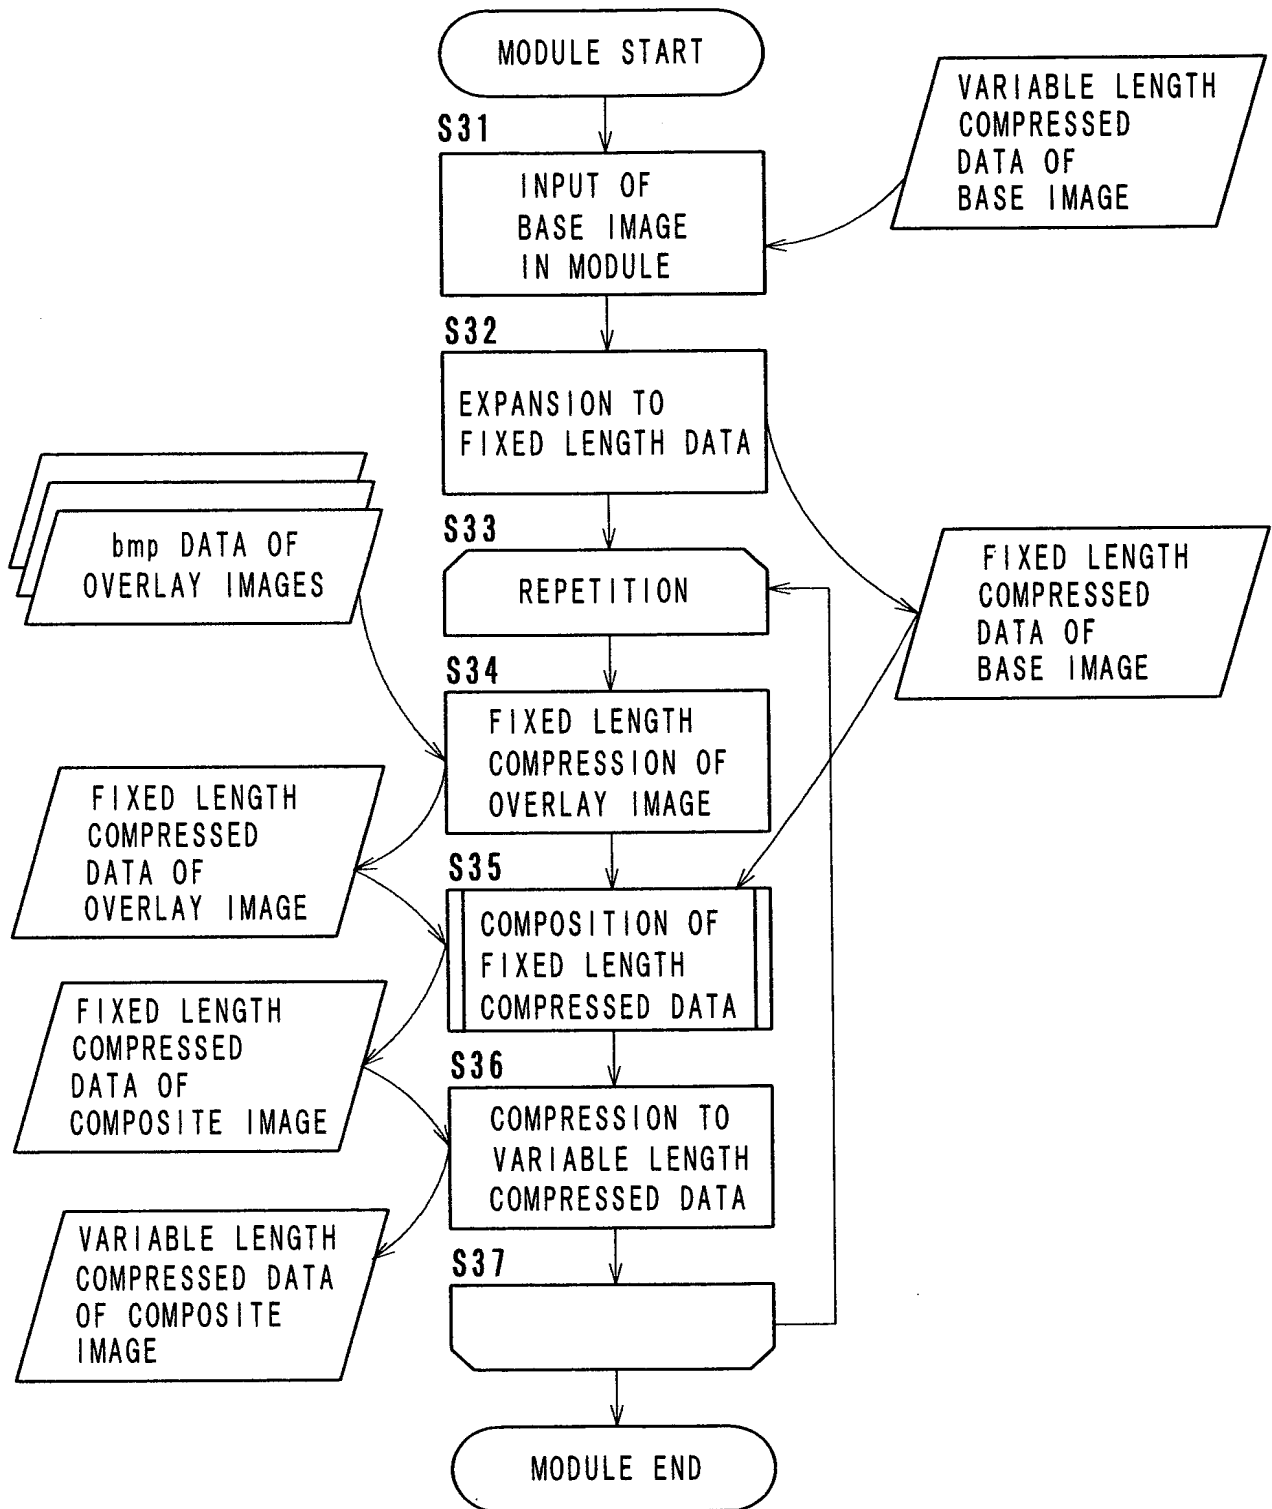 MODULE START
VARIABLE LENGTH
COMPRESSED
DATA OF
BASE IMAGE
S31
INPUT OF
BASE IMAGE
IN MODULE
S32
EXPANSION TO
FIXED LENGTH DATA
bmp DATA OF
OVERLAY IMAGES
S33
REPETITION
FIXED LENGTH
COMPRESSED
DATA OF
BASE IMAGE
S34
FIXED LENGTH
COMPRESSION OF
OVERLAY IMAGE
FIXED LENGTH
COMPRESSED
DATA OF
OVERLAY IMAGE
S35
COMPOSITION OF
FIXED LENGTH
COMPRESSED DATA
FIXED LENGTH
COMPRESSED
DATA OF
COMPOSITE IMAGE
S36
COMPRESSION TO
VARIABLE LENGTH
COMPRESSED DATA
VARIABLE LENGTH
COMPRESSED DATA
OF COMPOSITE
IMAGE
S37
MODULE END